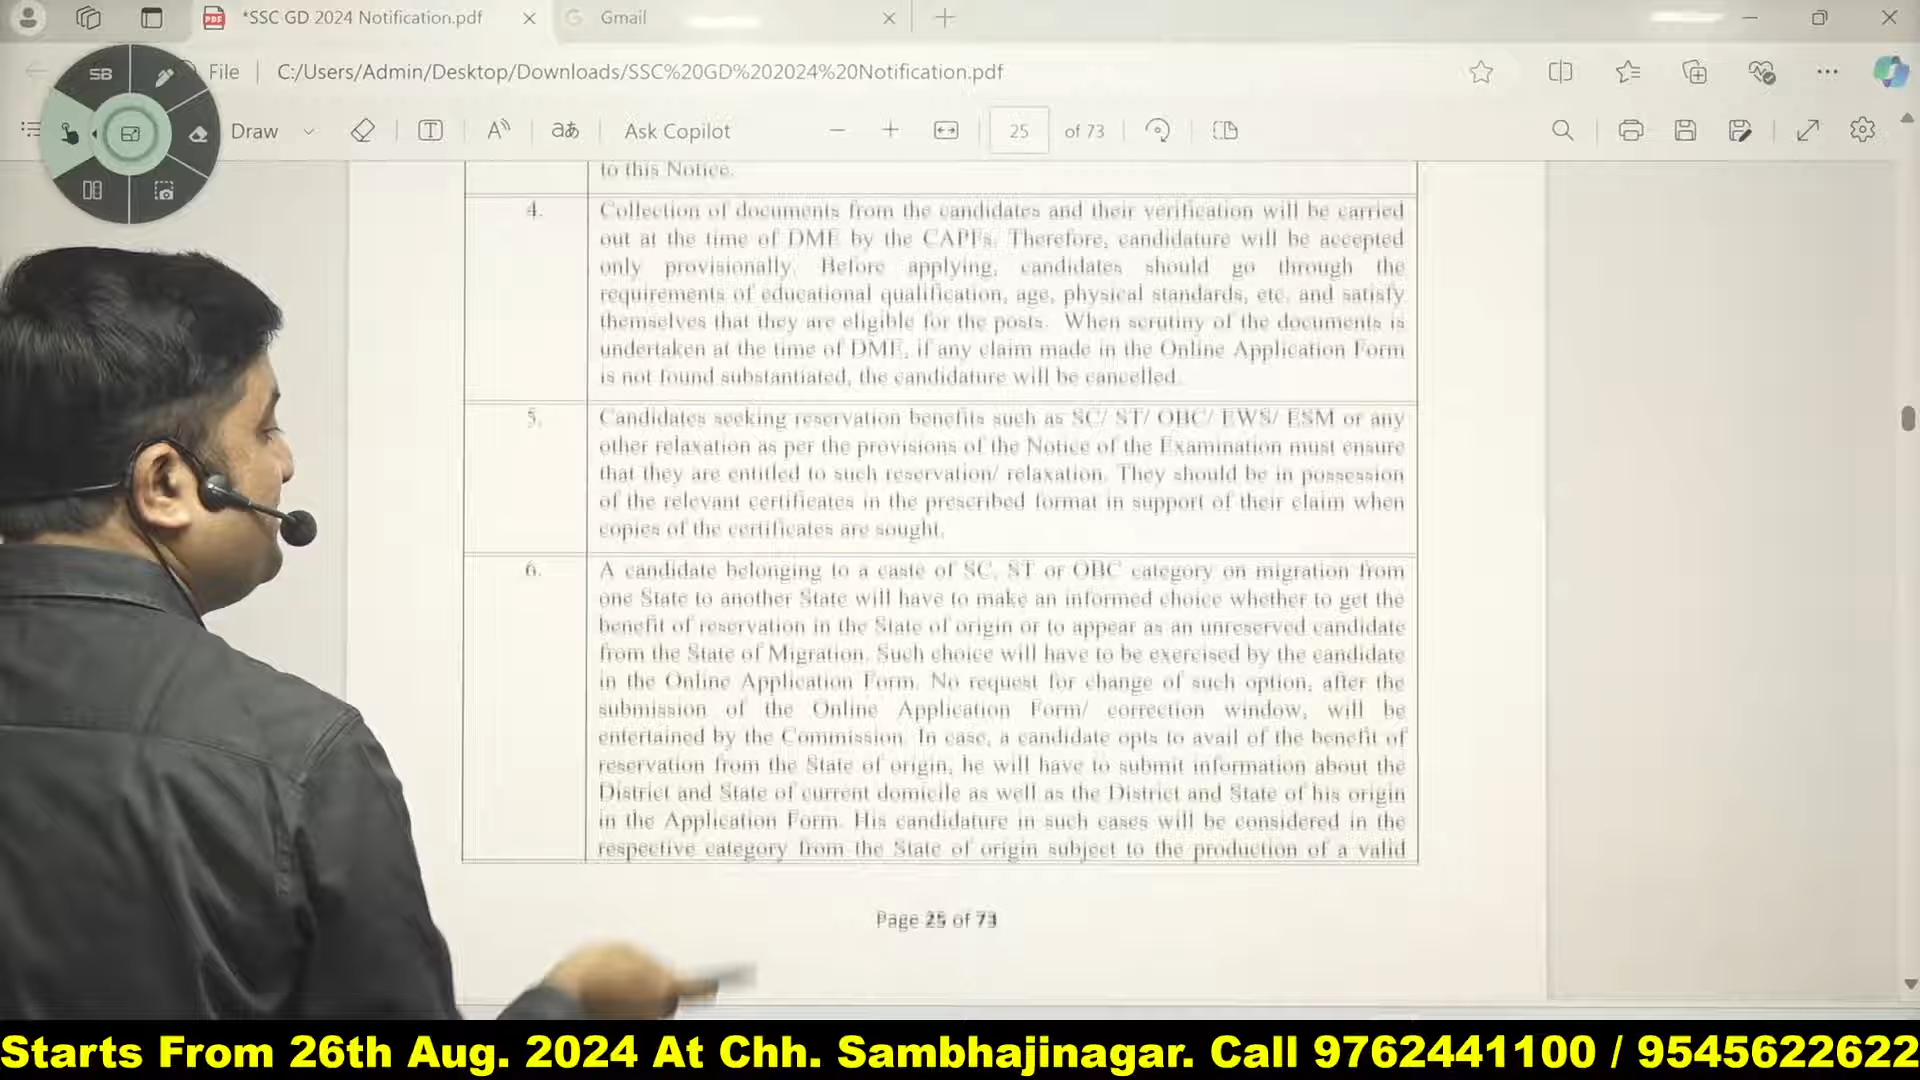 *SSC GD 2024 Notification.pdf
Gmail
SB
File
C:/Users/Admin/Desktop/Downloads/SSC%20GD%202024%20Notification.pdf
Draw
aあ
Ask Copilot
25
of 73
to this Notice.
4.
Collection of documents from the candidates and their verification will be carried
out at the time of DME by the CAPFs. Therefore, candidature will be accepted
only provisionally. Before applying, candidates should go through the
requirements of educational qualification, age, physical standards, etc. and satisfy
themselves that they are eligible for the posts. When scrutiny of the documents is
undertaken at the time of DME, if any claim made in the Online Application Form
is not found substantiated, the candidature will be cancelled.
5.
Candidates seeking reservation benefits such as SC/ ST/ OBC/ EWS/ ESM or any
other relaxation as per the provisions of the Notice of the Examination must ensure
that they are entitled to such reservation/ relaxation. They should be in possession
of the relevant certificates in the prescribed format in support of their claim when
copies of the certificates are sought.
6.
A candidate belonging to a caste of SC, ST or OBC category on migration from
one State to another State will have to make an informed choice whether to get the
benefit of reservation in the State of origin or to appear as an unreserved candidate
from the State of Migration. Such choice will have to be exercised by the candidate
in the Online Application Form. No request for change of such option, after the
submission of the Online Application Form/ correction window, will be
entertained by the Commission. In case, a candidate opts to avail of the benefit of
reservation from the State of origin, he will have to submit information about the
District and State of current domicile as well as the District and State of his origin
in the Application Form. His candidature in such cases will be considered in the
respective category from the State of origin subject to the production of a valid
Page 25 of 73
Starts From 26th Aug. 2024 At Chh. Sambhajinagar. Call 9762441100 / 9545622622